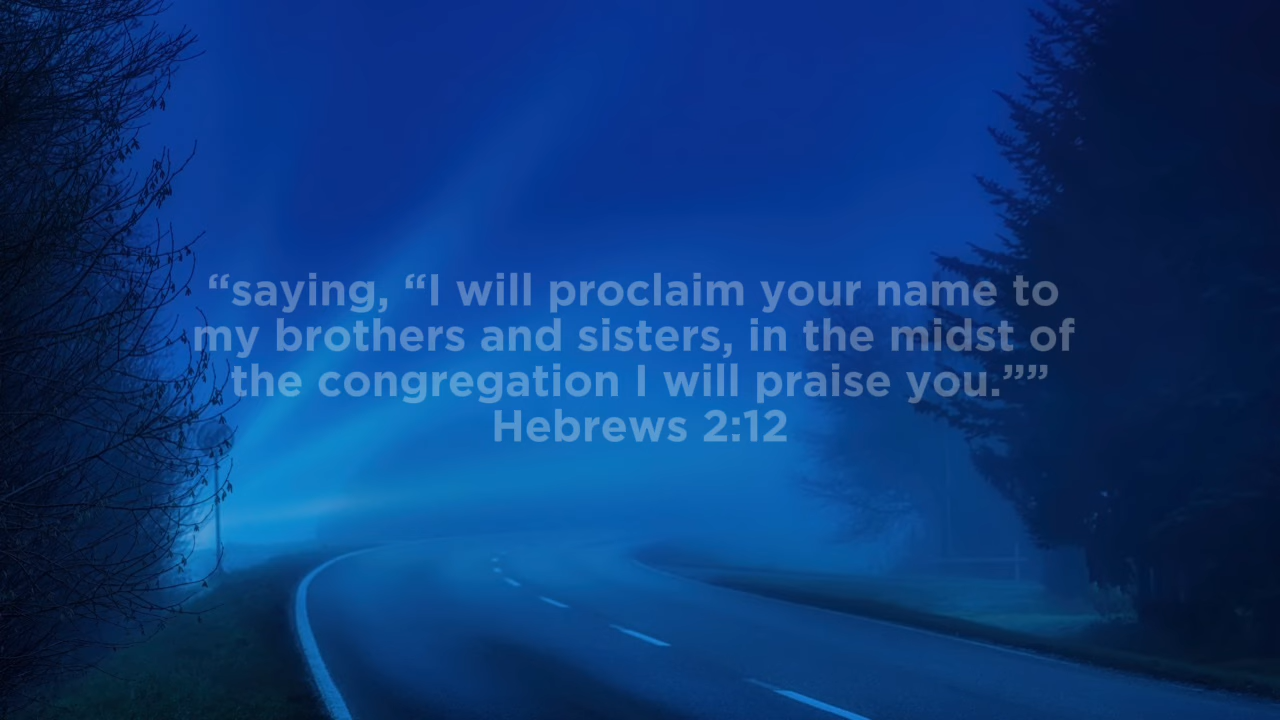 “saying, “I will proclaim your name to
my brothers and sisters, in the midst of
the congregation I will praise you.””
Hebrews 2:12